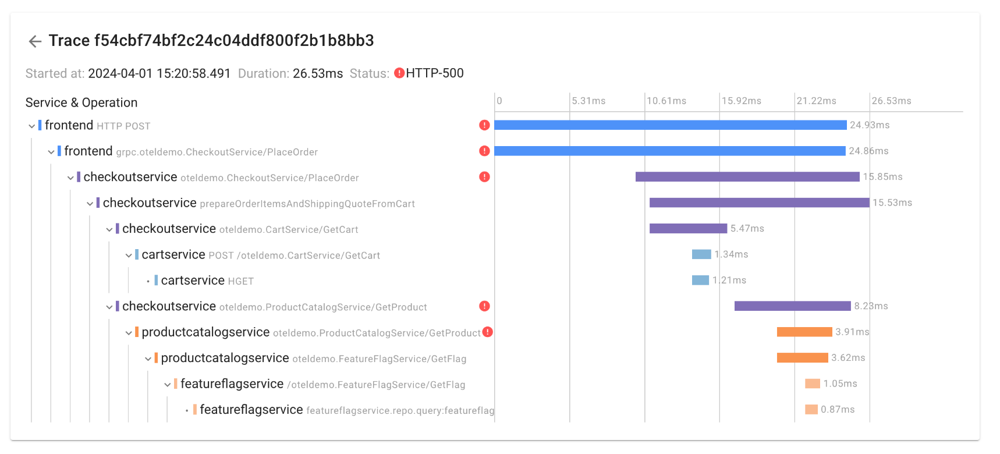 Trace f54cbf74bf2c24c04ddf800f2b1b8bb3
Started at: 2024-04-01 15:20:58.491 Duration: 26.53ms Status: HTTP-500
Service & Operation 0 5.31ms 10.61ms 15.92ms 21.22ms 26.53ms
frontend HTTP POST 24.93ms
frontend grpc.oteldemo.CheckoutService/PlaceOrder 24.86ms
checkoutservice oteldemo.CheckoutService/PlaceOrder 15.85ms
checkoutservice prepareOrderItemsAndShippingQuoteFromCart 15.53ms
checkoutservice oteldemo.CartService/GetCart 5.47ms
cartservice POST /oteldemo.CartService/GetCart 1.34ms
cartservice HGET 1.21ms
checkoutservice oteldemo.ProductCatalogService/GetProduct 8.23ms
productcatalogservice oteldemo.ProductCatalogService/GetProduct 3.91ms
productcatalogservice oteldemo.FeatureFlagService/GetFlag 3.62ms
featureflagservice /oteldemo.FeatureFlagService/GetFlag 1.05ms
featureflagservice featureflagservice.repo.query:featureflag 0.87ms